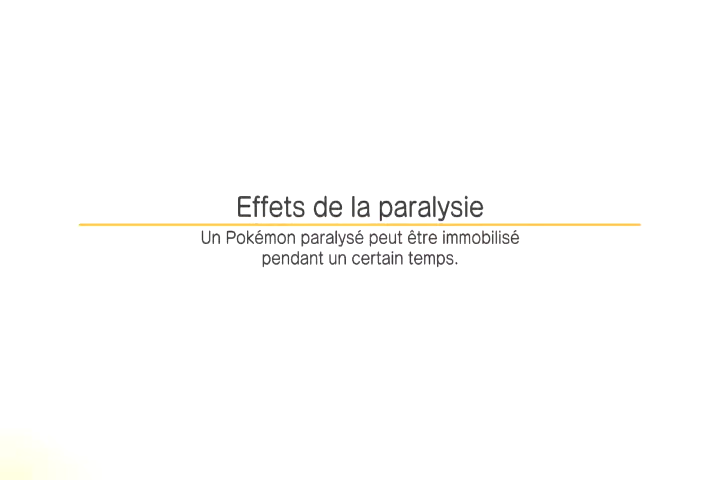 Effets de la paralysie
Un Pokémon paralysé peut être immobilisé
pendant un certain temps.